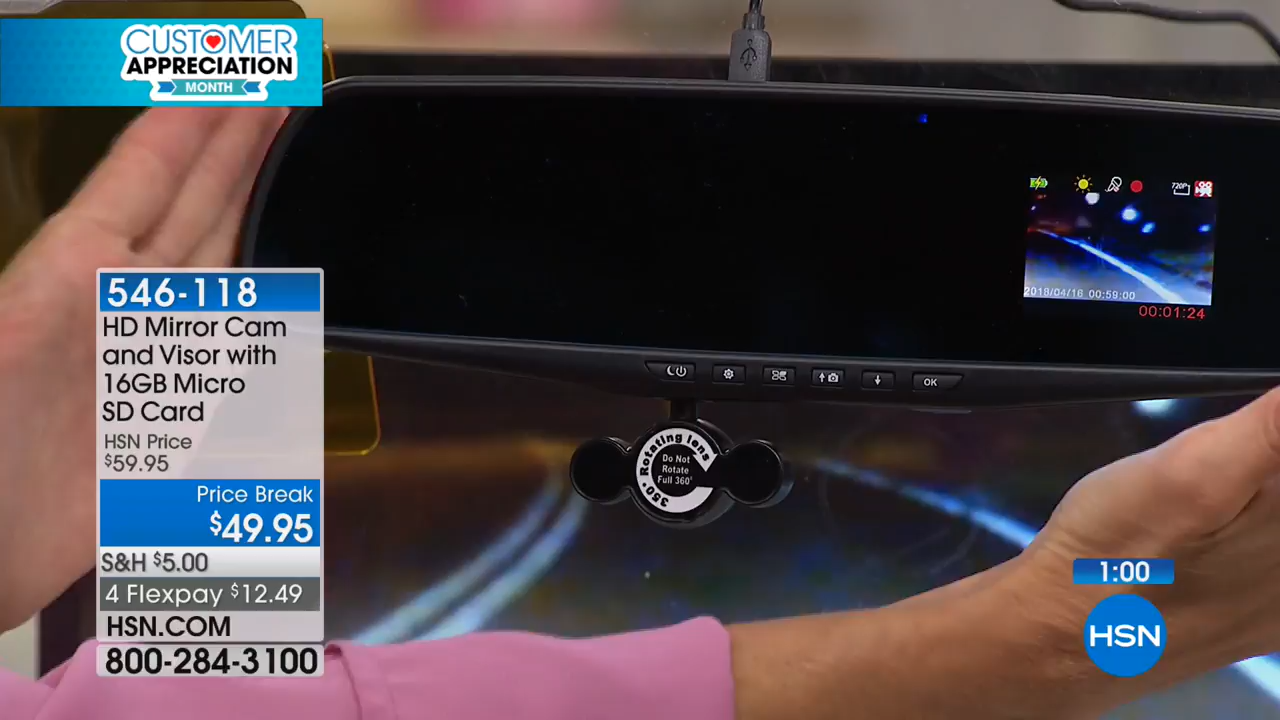 CUSTOMER
APPRECIATION
MONTH
546-118
HD Mirror Cam
and Visor with
16GB Micro
SD Card
HSN Price
$59.95
Price Break
$49.95
S&H $5.00
4 Flexpay $12.49
HSN.COM
800-284-3100
720P
2018/04/16 00:59:00
00:01:24
OK
Rotating lens
Do Not
Rotate
Full 360°
350°
1:00
HSN